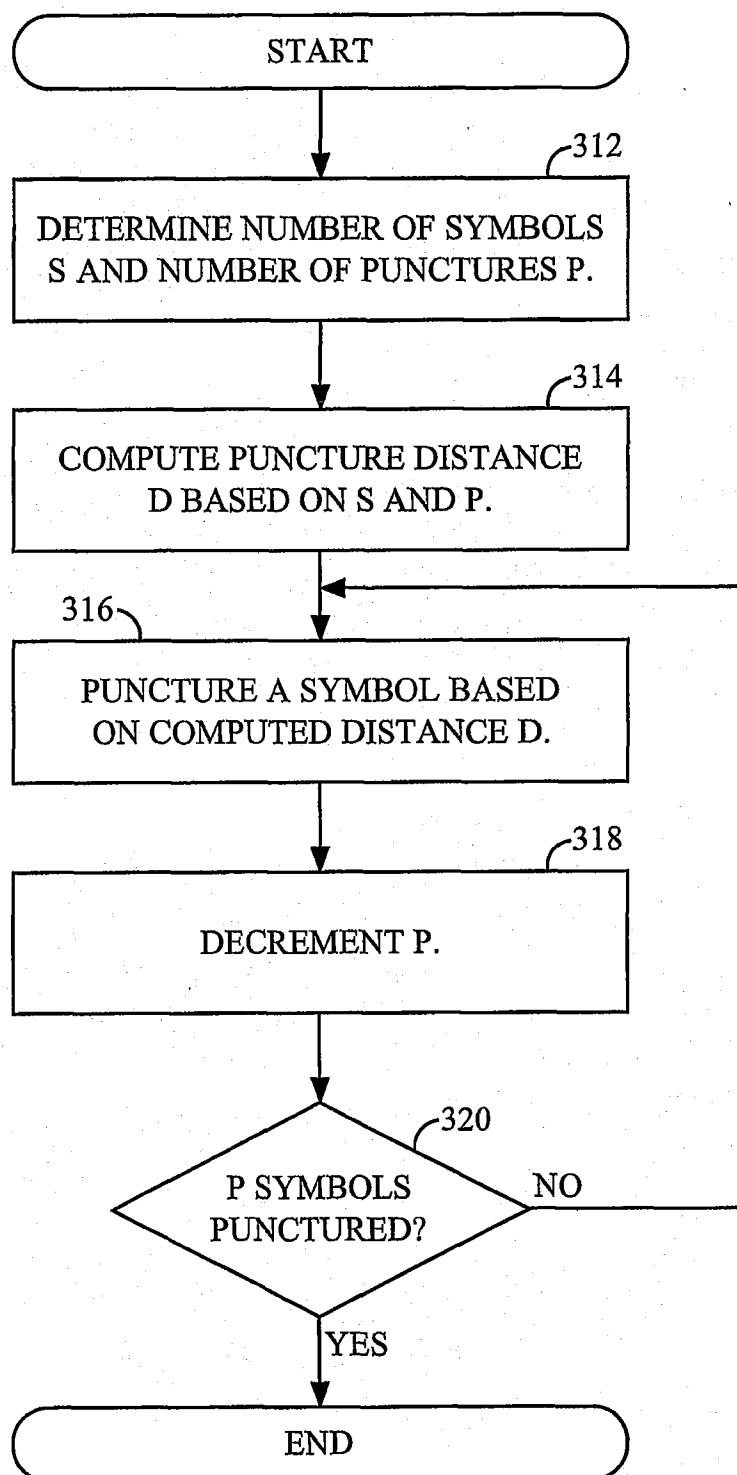 START
312
DETERMINE NUMBER OF SYMBOLS
S AND NUMBER OF PUNCTURES P.
314
COMPUTE PUNCTURE DISTANCE
D BASED ON S AND P.
316
PUNCTURE A SYMBOL BASED
ON COMPUTED DISTANCE D.
318
DECREMENT P.
320
P SYMBOLS
PUNCTURED?
NO
YES
END